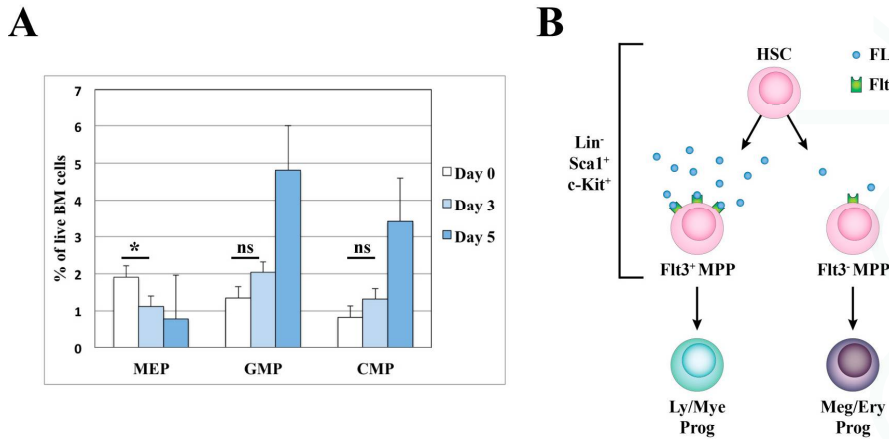 A
7
6
5
4
3
2
1
0
% of live BM cells
*
ns
ns
MEP
GMP
CMP
Day 0
Day 3
Day 5
B
HSC
FL
Flt
Lin-
Sca1+
c-Kit+
Flt3+ MPP
Flt3- MPP
Ly/Mye
Prog
Meg/Ery
Prog